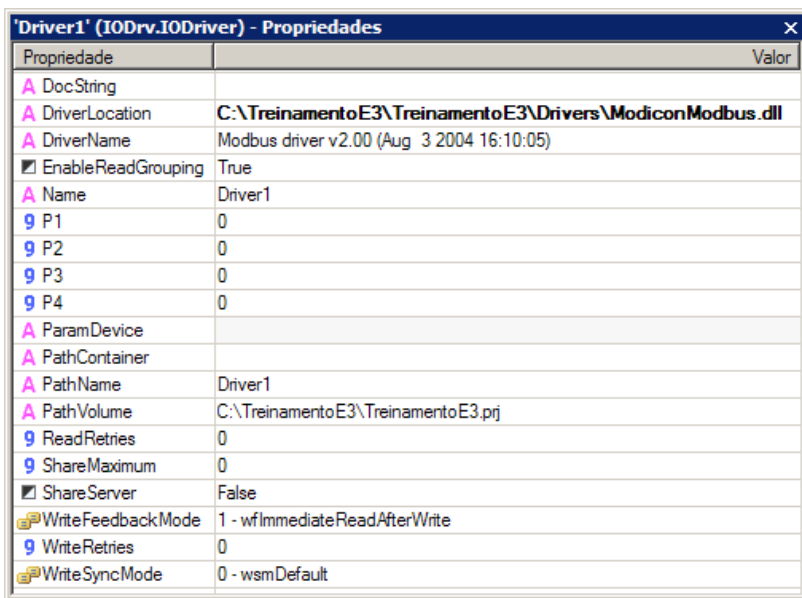 'Driver1' (IODrv.IODriver) - Propriedades
Propriedade Valor
DocString
DriverLocation C:\TreinamentoE3\TreinamentoE3\Drivers\ModiconModbus.dll
DriverName Modbus driver v2.00 (Aug  3 2004 16:10:05)
EnableReadGrouping True
Name Driver1
P1 0
P2 0
P3 0
P4 0
ParamDevice
PathContainer
PathName Driver1
PathVolume C:\TreinamentoE3\TreinamentoE3.prj
ReadRetries 0
ShareMaximum 0
ShareServer False
WriteFeedbackMode 1 - wfImmediateReadAfterWrite
WriteRetries 0
WriteSyncMode 0 - wsmDefault